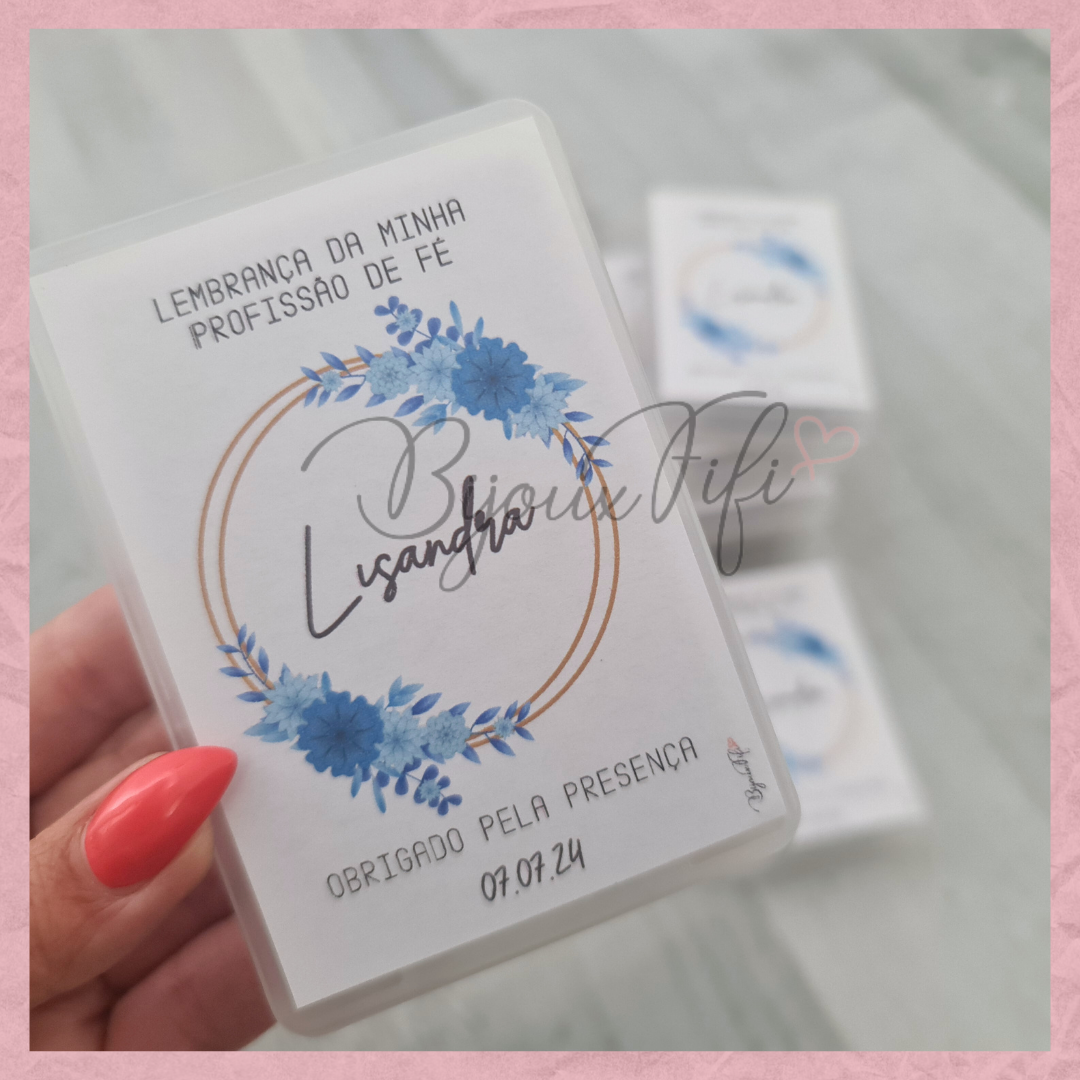 LEMBRANÇA DA MINHA
PROFISSÃO DE FÉ
Bijoux Fifi
Lisandra
OBRIGADO PELA PRESENÇA
07.07.24